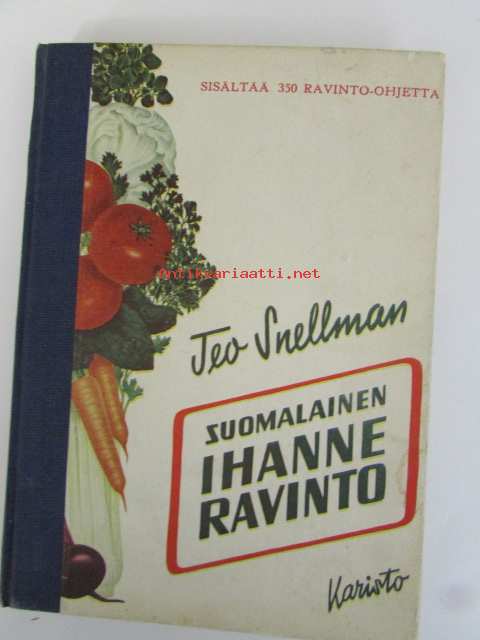 SISÄLTÄÄ 350 RAVINTO-OHJETTA
Antikvariaatti.net
Teo Snellman
SUOMALAINEN
IHANNE
RAVINTO
Karisto